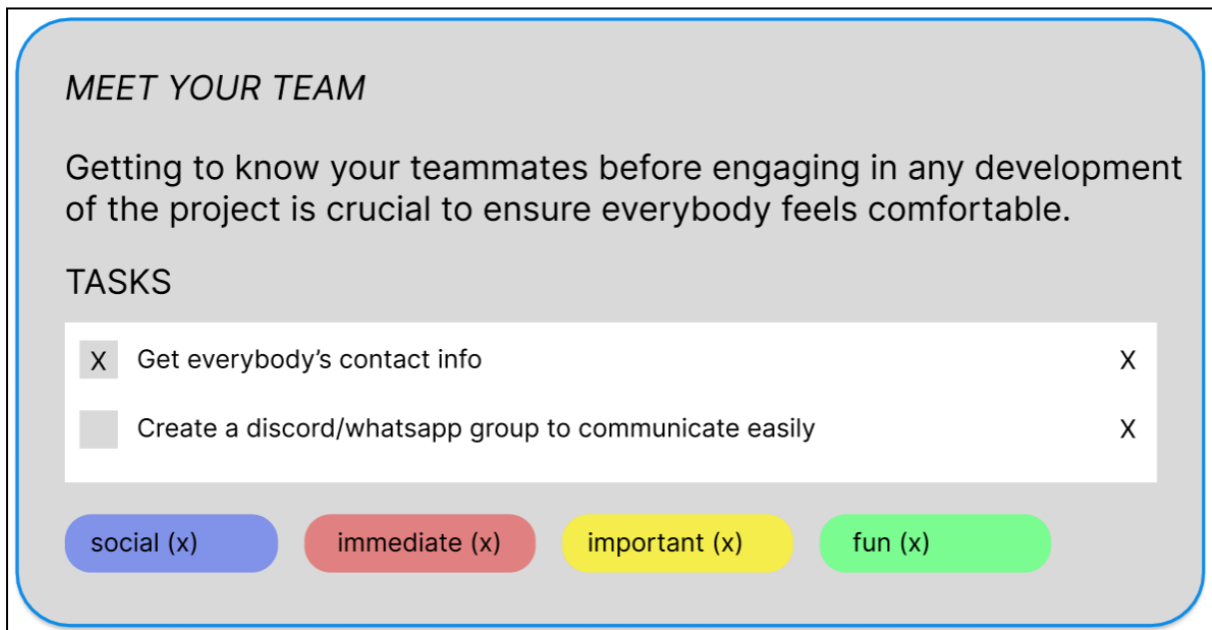 MEET YOUR TEAM
Getting to know your teammates before engaging in any development
of the project is crucial to ensure everybody feels comfortable.
TASKS
X Get everybody’s contact info X
Create a discord/whatsapp group to communicate easily X
social (x) immediate (x) important (x) fun (x)